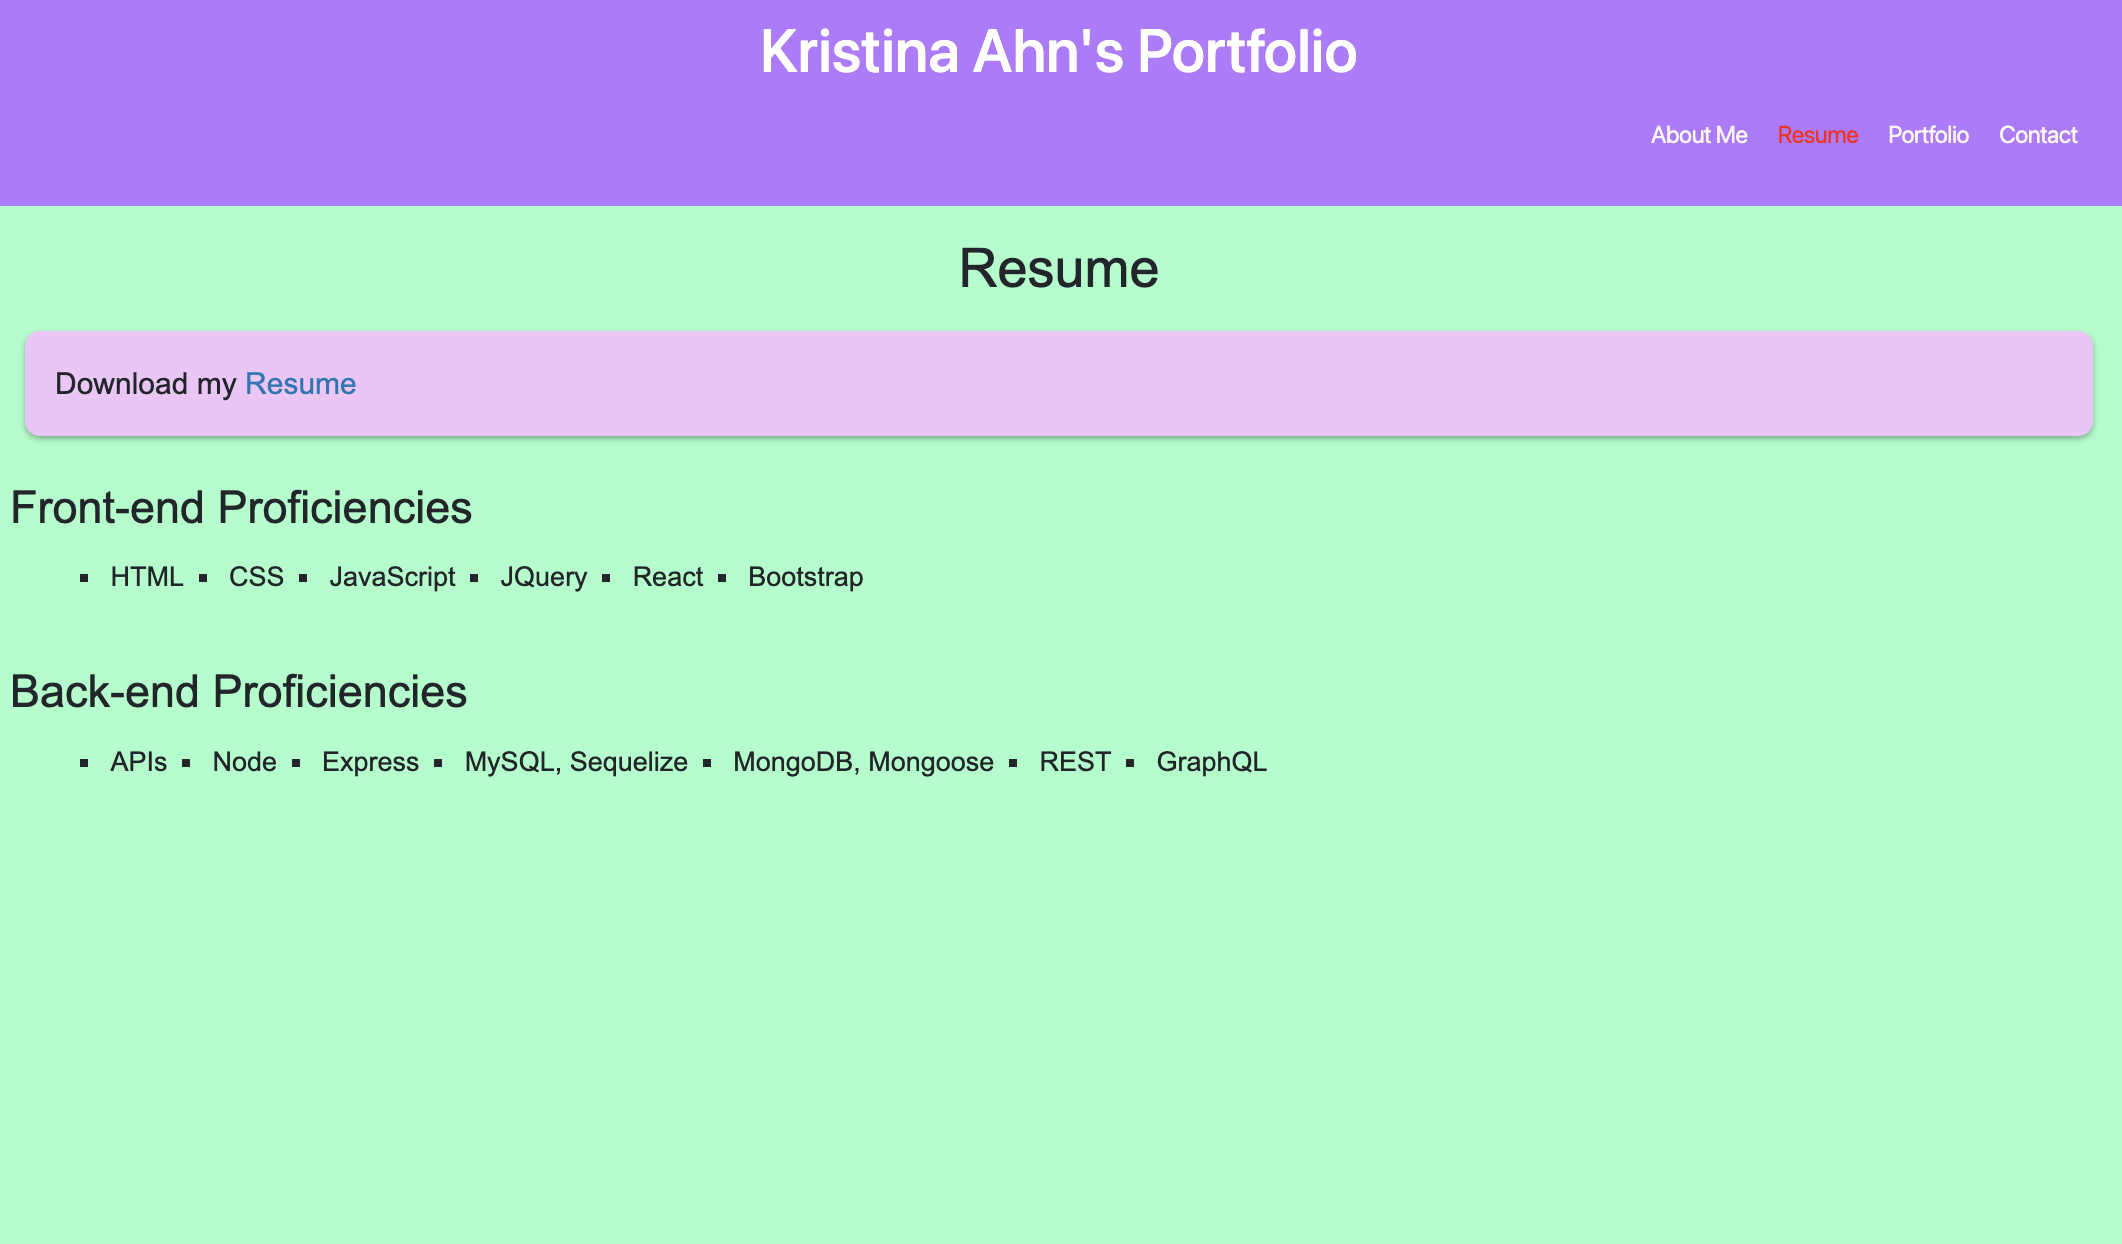 Kristina Ahn's Portfolio
About Me Resume Portfolio Contact
Resume
Download my Resume
Front-end Proficiencies
▪ HTML ▪ CSS ▪ JavaScript ▪ JQuery ▪ React ▪ Bootstrap
Back-end Proficiencies
▪ APIs ▪ Node ▪ Express ▪ MySQL, Sequelize ▪ MongoDB, Mongoose ▪ REST ▪ GraphQL